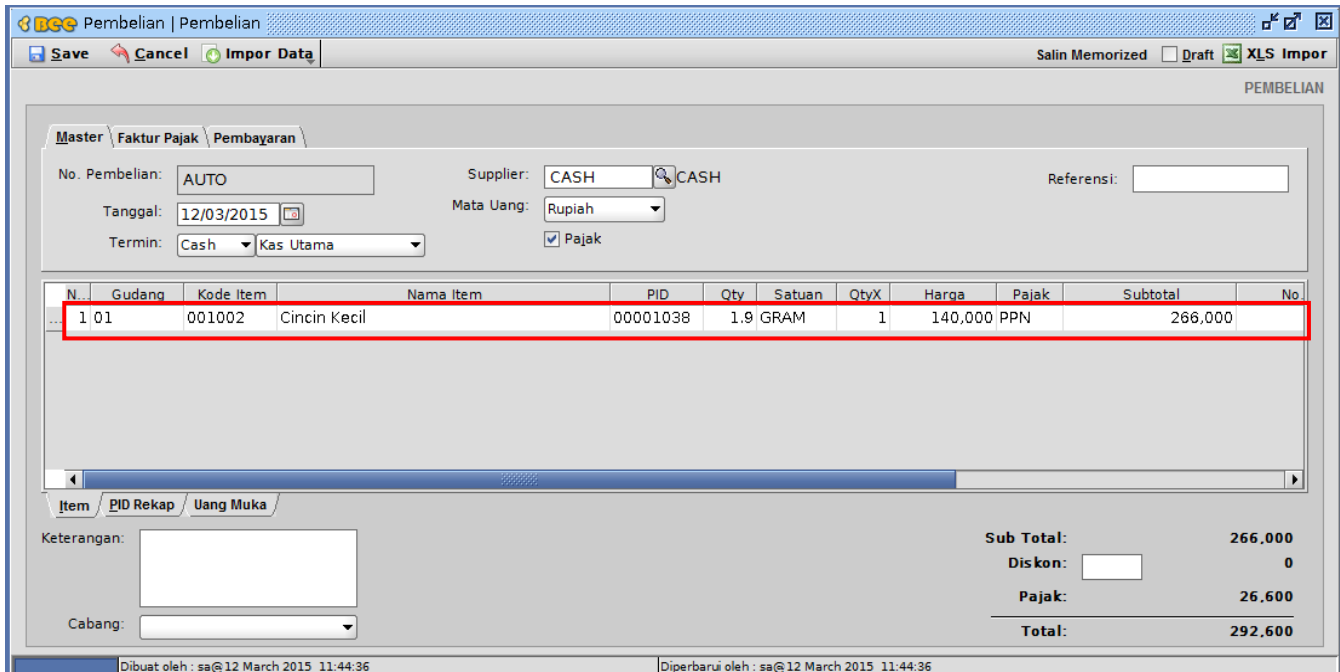 Bee Pembelian | Pembelian
Save Cancel Impor Data Salin Memorized Draft XLS Impor
PEMBELIAN
Master Faktur Pajak Pembayaran
No. Pembelian: AUTO Supplier: CASH CASH Referensi:
Tanggal: 12/03/2015 Mata Uang: Rupiah
Termin: Cash Kas Utama Pajak
N... Gudang Kode Item Nama Item PID Qty Satuan QtyX Harga Pajak Subtotal No.
... 1 01 001002 Cincin Kecil 00001038 1.9 GRAM 1 140,000 PPN 266,000
Item PID Rekap Uang Muka
Keterangan: Sub Total: 266,000
Diskon: 0
Pajak: 26,600
Cabang: Total: 292,600
Dibuat oleh : sa@12 March 2015 11:44:36 Diperbarui oleh : sa@12 March 2015 11:44:36